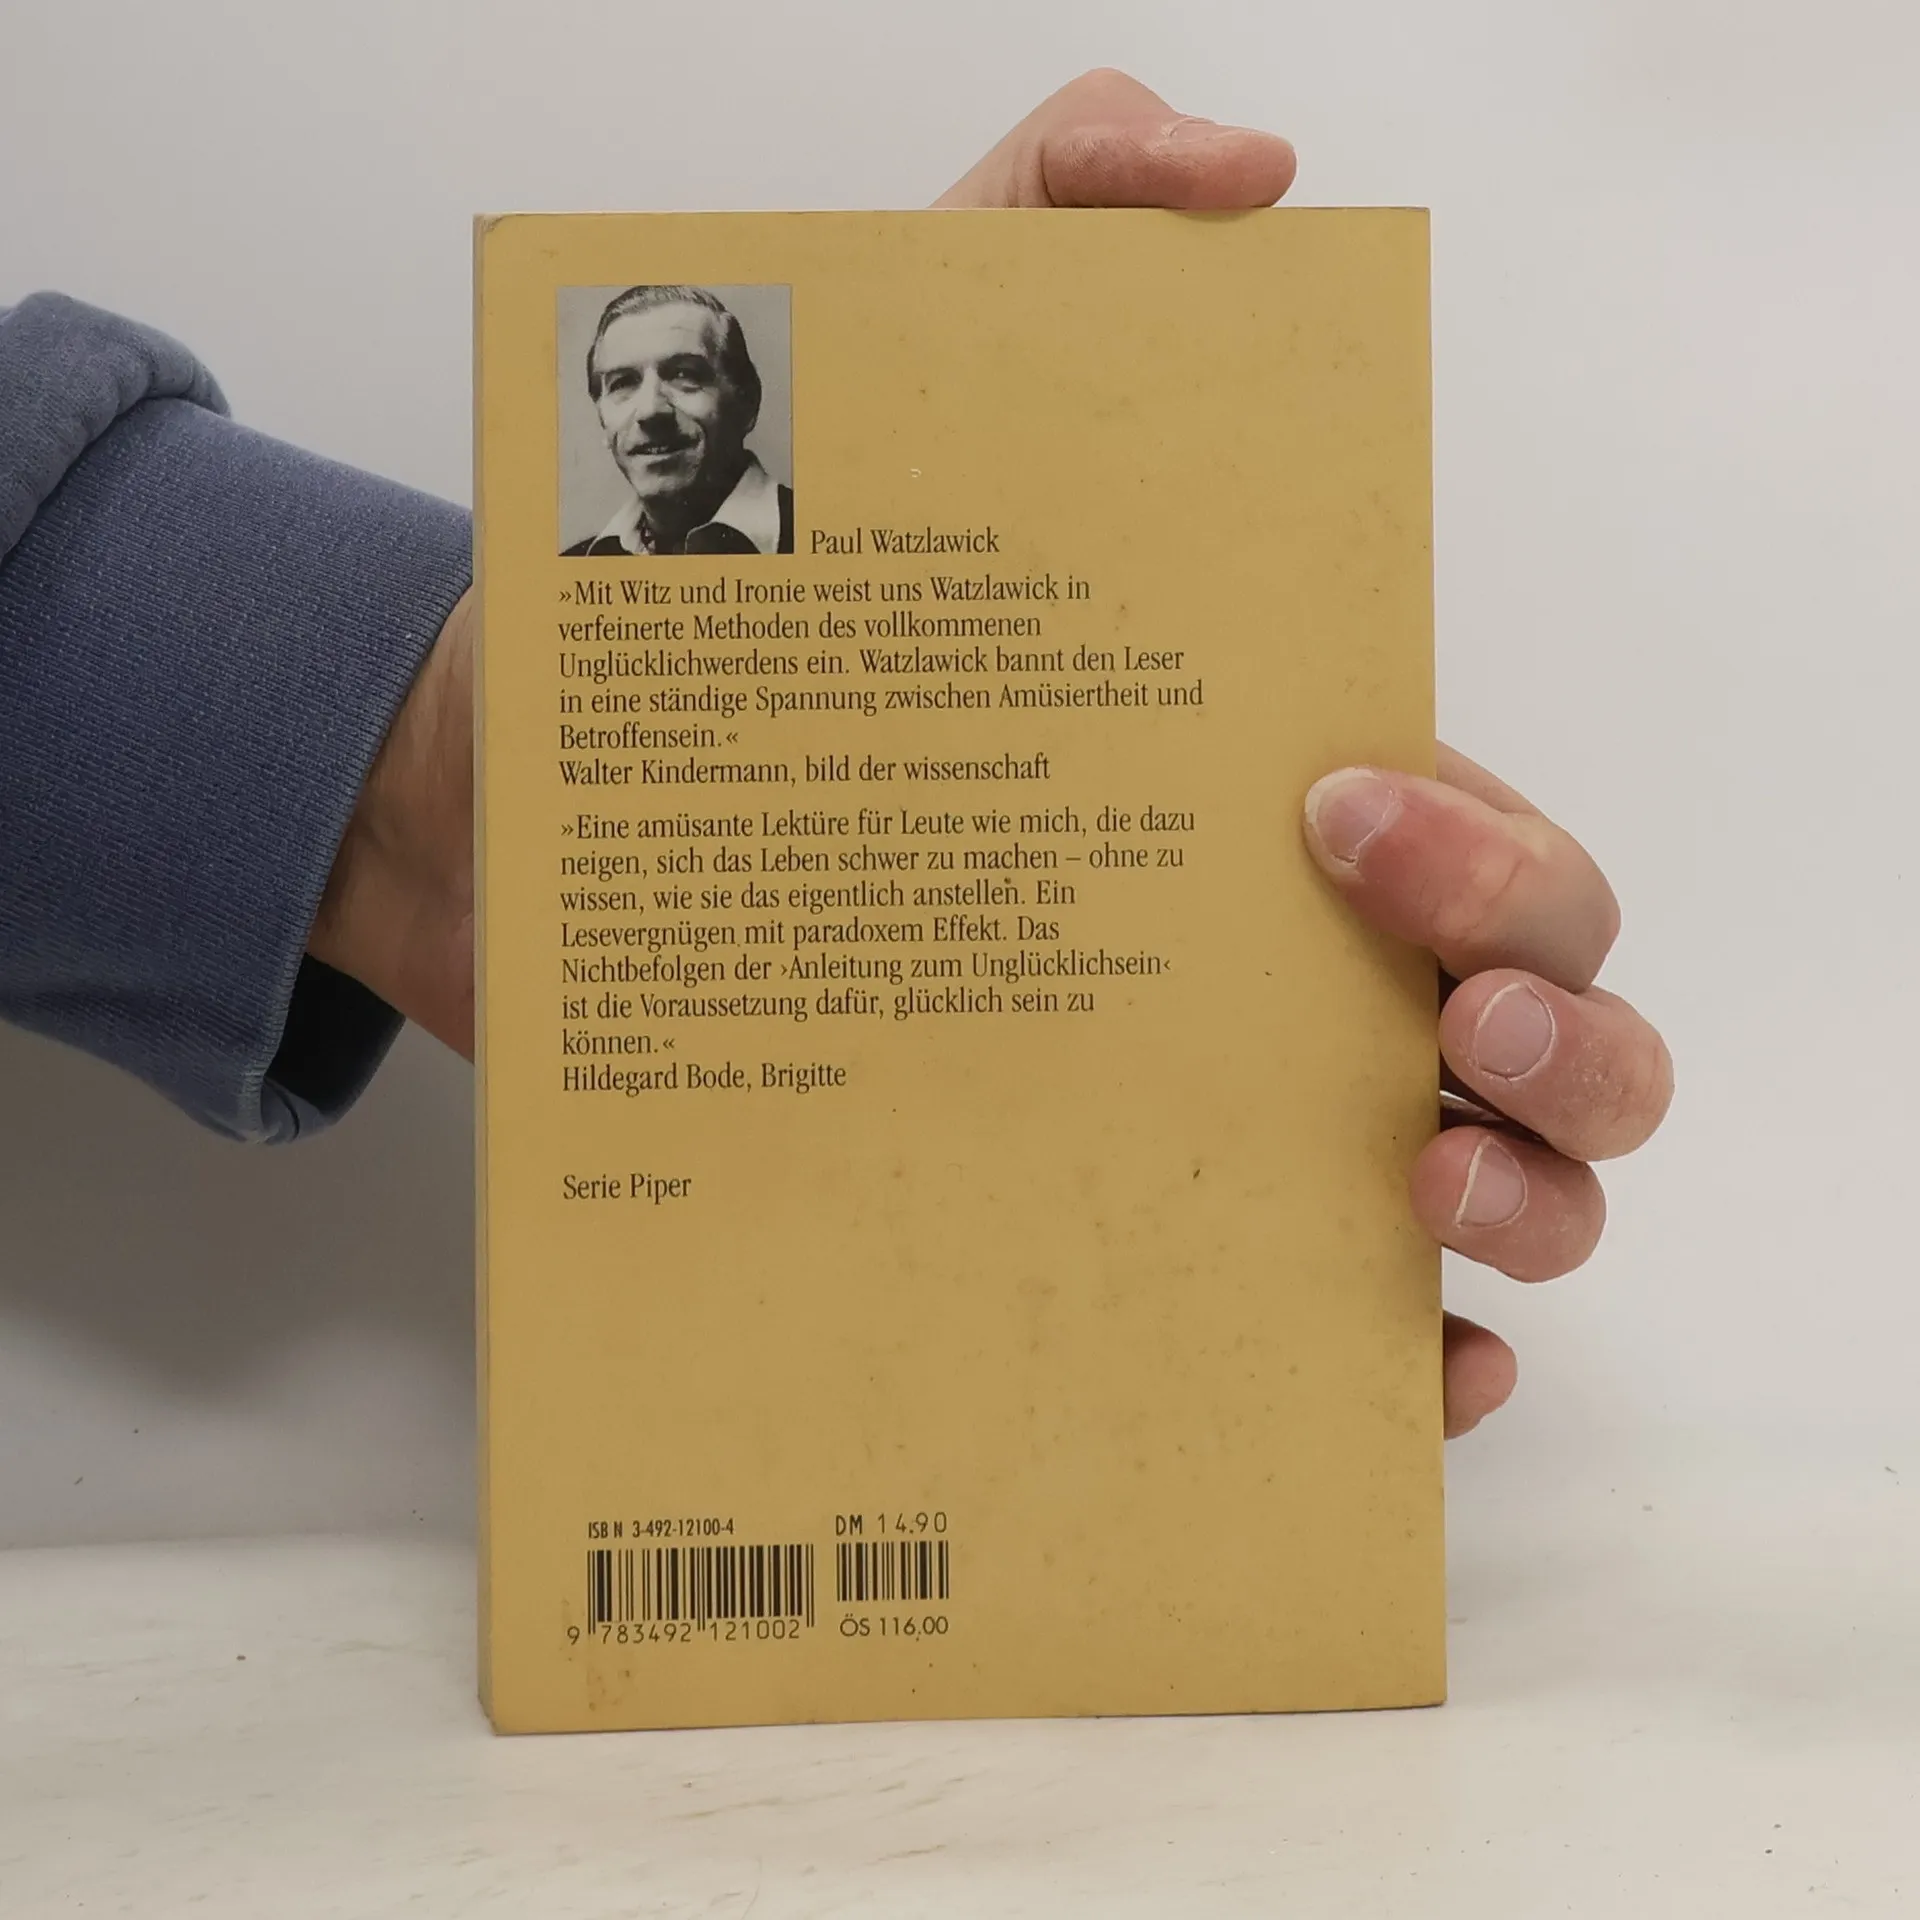 Paul Watzlawick
»Mit Witz und Ironie weist uns Watzlawick in
verfeinerte Methoden des vollkommenen
Unglücklichwerdens ein. Watzlawick bannt den Leser
in eine ständige Spannung zwischen Amüsiertheit und
Betroffensein.«
Walter Kindermann, bild der wissenschaft
»Eine amüsante Lektüre für Leute wie mich, die dazu
neigen, sich das Leben schwer zu machen – ohne zu
wissen, wie sie das eigentlich anstellen. Ein
Lesevergnügen mit paradoxem Effekt. Das
Nichtbefolgen der ›Anleitung zum Unglücklichsein‹
ist die Voraussetzung dafür, glücklich sein zu
können.«
Hildegard Bode, Brigitte
Serie Piper
ISBN 3-492-12100-4 DM 14.90
9 783492 121002 ÖS 116,00